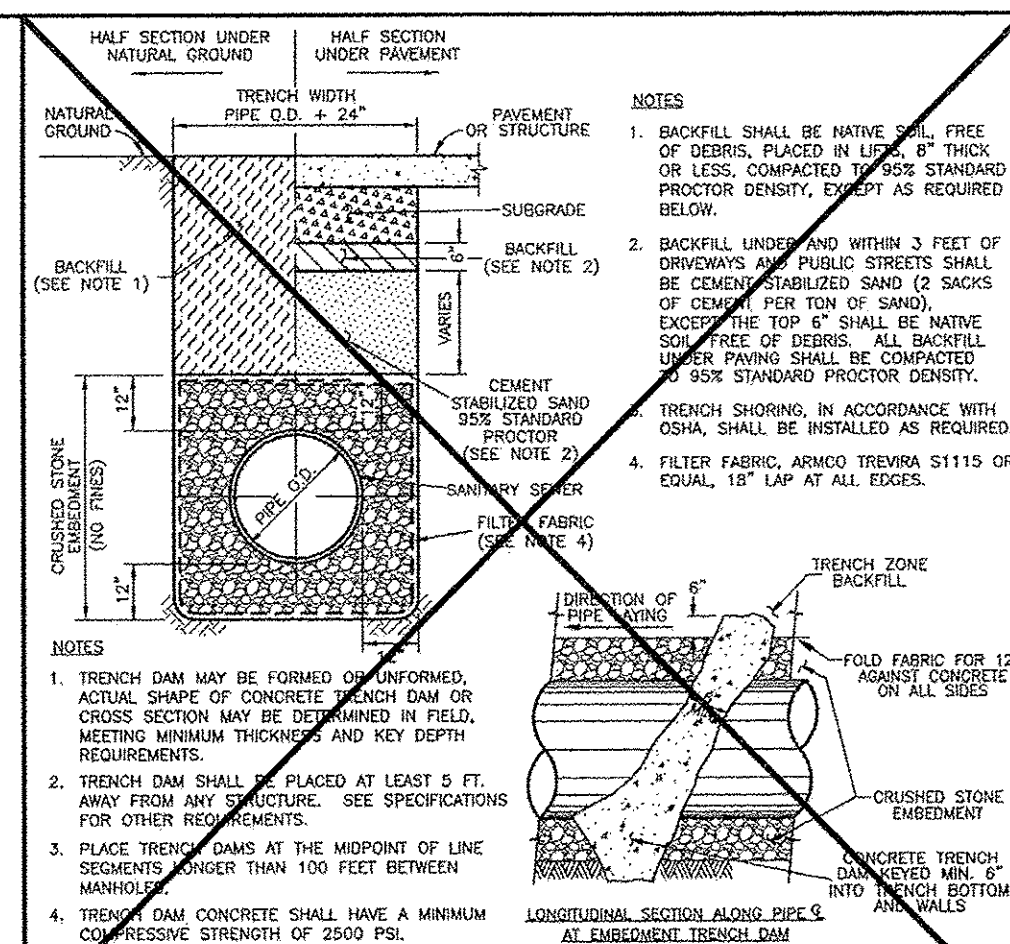 HALF SECTION UNDER
NATURAL GROUND
HALF SECTION
UNDER PAVEMENT
TRENCH WIDTH
PIPE O.D. + 24"
NATURAL
GROUND
PAVEMENT
OR STRUCTURE
SUBGRADE
BACKFILL
(SEE NOTE 1)
6"
BACKFILL
(SEE NOTE 2)
VARIES
12"
12"
CEMENT
STABILIZED SAND
95% STANDARD
PROCTOR
(SEE NOTE 2)
CRUSHED STONE
EMBEDMENT
(NO FINES)
PIPE O.D.
SANITARY SEWER
FILTER FABRIC
(SEE NOTE 4)
12"
NOTES
1. BACKFILL SHALL BE NATIVE SOIL, FREE
OF DEBRIS, PLACED IN LIFTS, 8" THICK
OR LESS, COMPACTED TO 95% STANDARD
PROCTOR DENSITY, EXCEPT AS REQUIRED
BELOW.
2. BACKFILL UNDER AND WITHIN 3 FEET OF
DRIVEWAYS AND PUBLIC STREETS SHALL
BE CEMENT STABILIZED SAND (2 SACKS
OF CEMENT PER TON OF SAND),
EXCEPT THE TOP 6" SHALL BE NATIVE
SOIL FREE OF DEBRIS. ALL BACKFILL
UNDER PAVING SHALL BE COMPACTED
TO 95% STANDARD PROCTOR DENSITY.
3. TRENCH SHORING, IN ACCORDANCE WITH
OSHA, SHALL BE INSTALLED AS REQUIRED.
4. FILTER FABRIC, ARMCO TREVIRA S1115 OR
EQUAL, 18" LAP AT ALL EDGES.
NOTES
1. TRENCH DAM MAY BE FORMED OR UNFORMED,
ACTUAL SHAPE OF CONCRETE TRENCH DAM OR
CROSS SECTION MAY BE DETERMINED IN FIELD,
MEETING MINIMUM THICKNESS AND KEY DEPTH
REQUIREMENTS.
2. TRENCH DAM SHALL BE PLACED AT LEAST 5 FT.
AWAY FROM ANY STRUCTURE. SEE SPECIFICATIONS
FOR OTHER REQUIREMENTS.
3. PLACE TRENCH DAMS AT THE MIDPOINT OF LINE
SEGMENTS LONGER THAN 100 FEET BETWEEN
MANHOLES.
4. TRENCH DAM CONCRETE SHALL HAVE A MINIMUM
COMPRESSIVE STRENGTH OF 2500 PSI.
DIRECTION OF
PIPE LAYING
6"
TRENCH ZONE
BACKFILL
FOLD FABRIC FOR 12
AGAINST CONCRETE
ON ALL SIDES
CRUSHED STONE
EMBEDMENT
CONCRETE TRENCH
DAM KEYED MIN. 6"
INTO TRENCH BOTTOM
AND WALLS
LONGITUDINAL SECTION ALONG PIPE ℄
AT EMBEDMENT TRENCH DAM